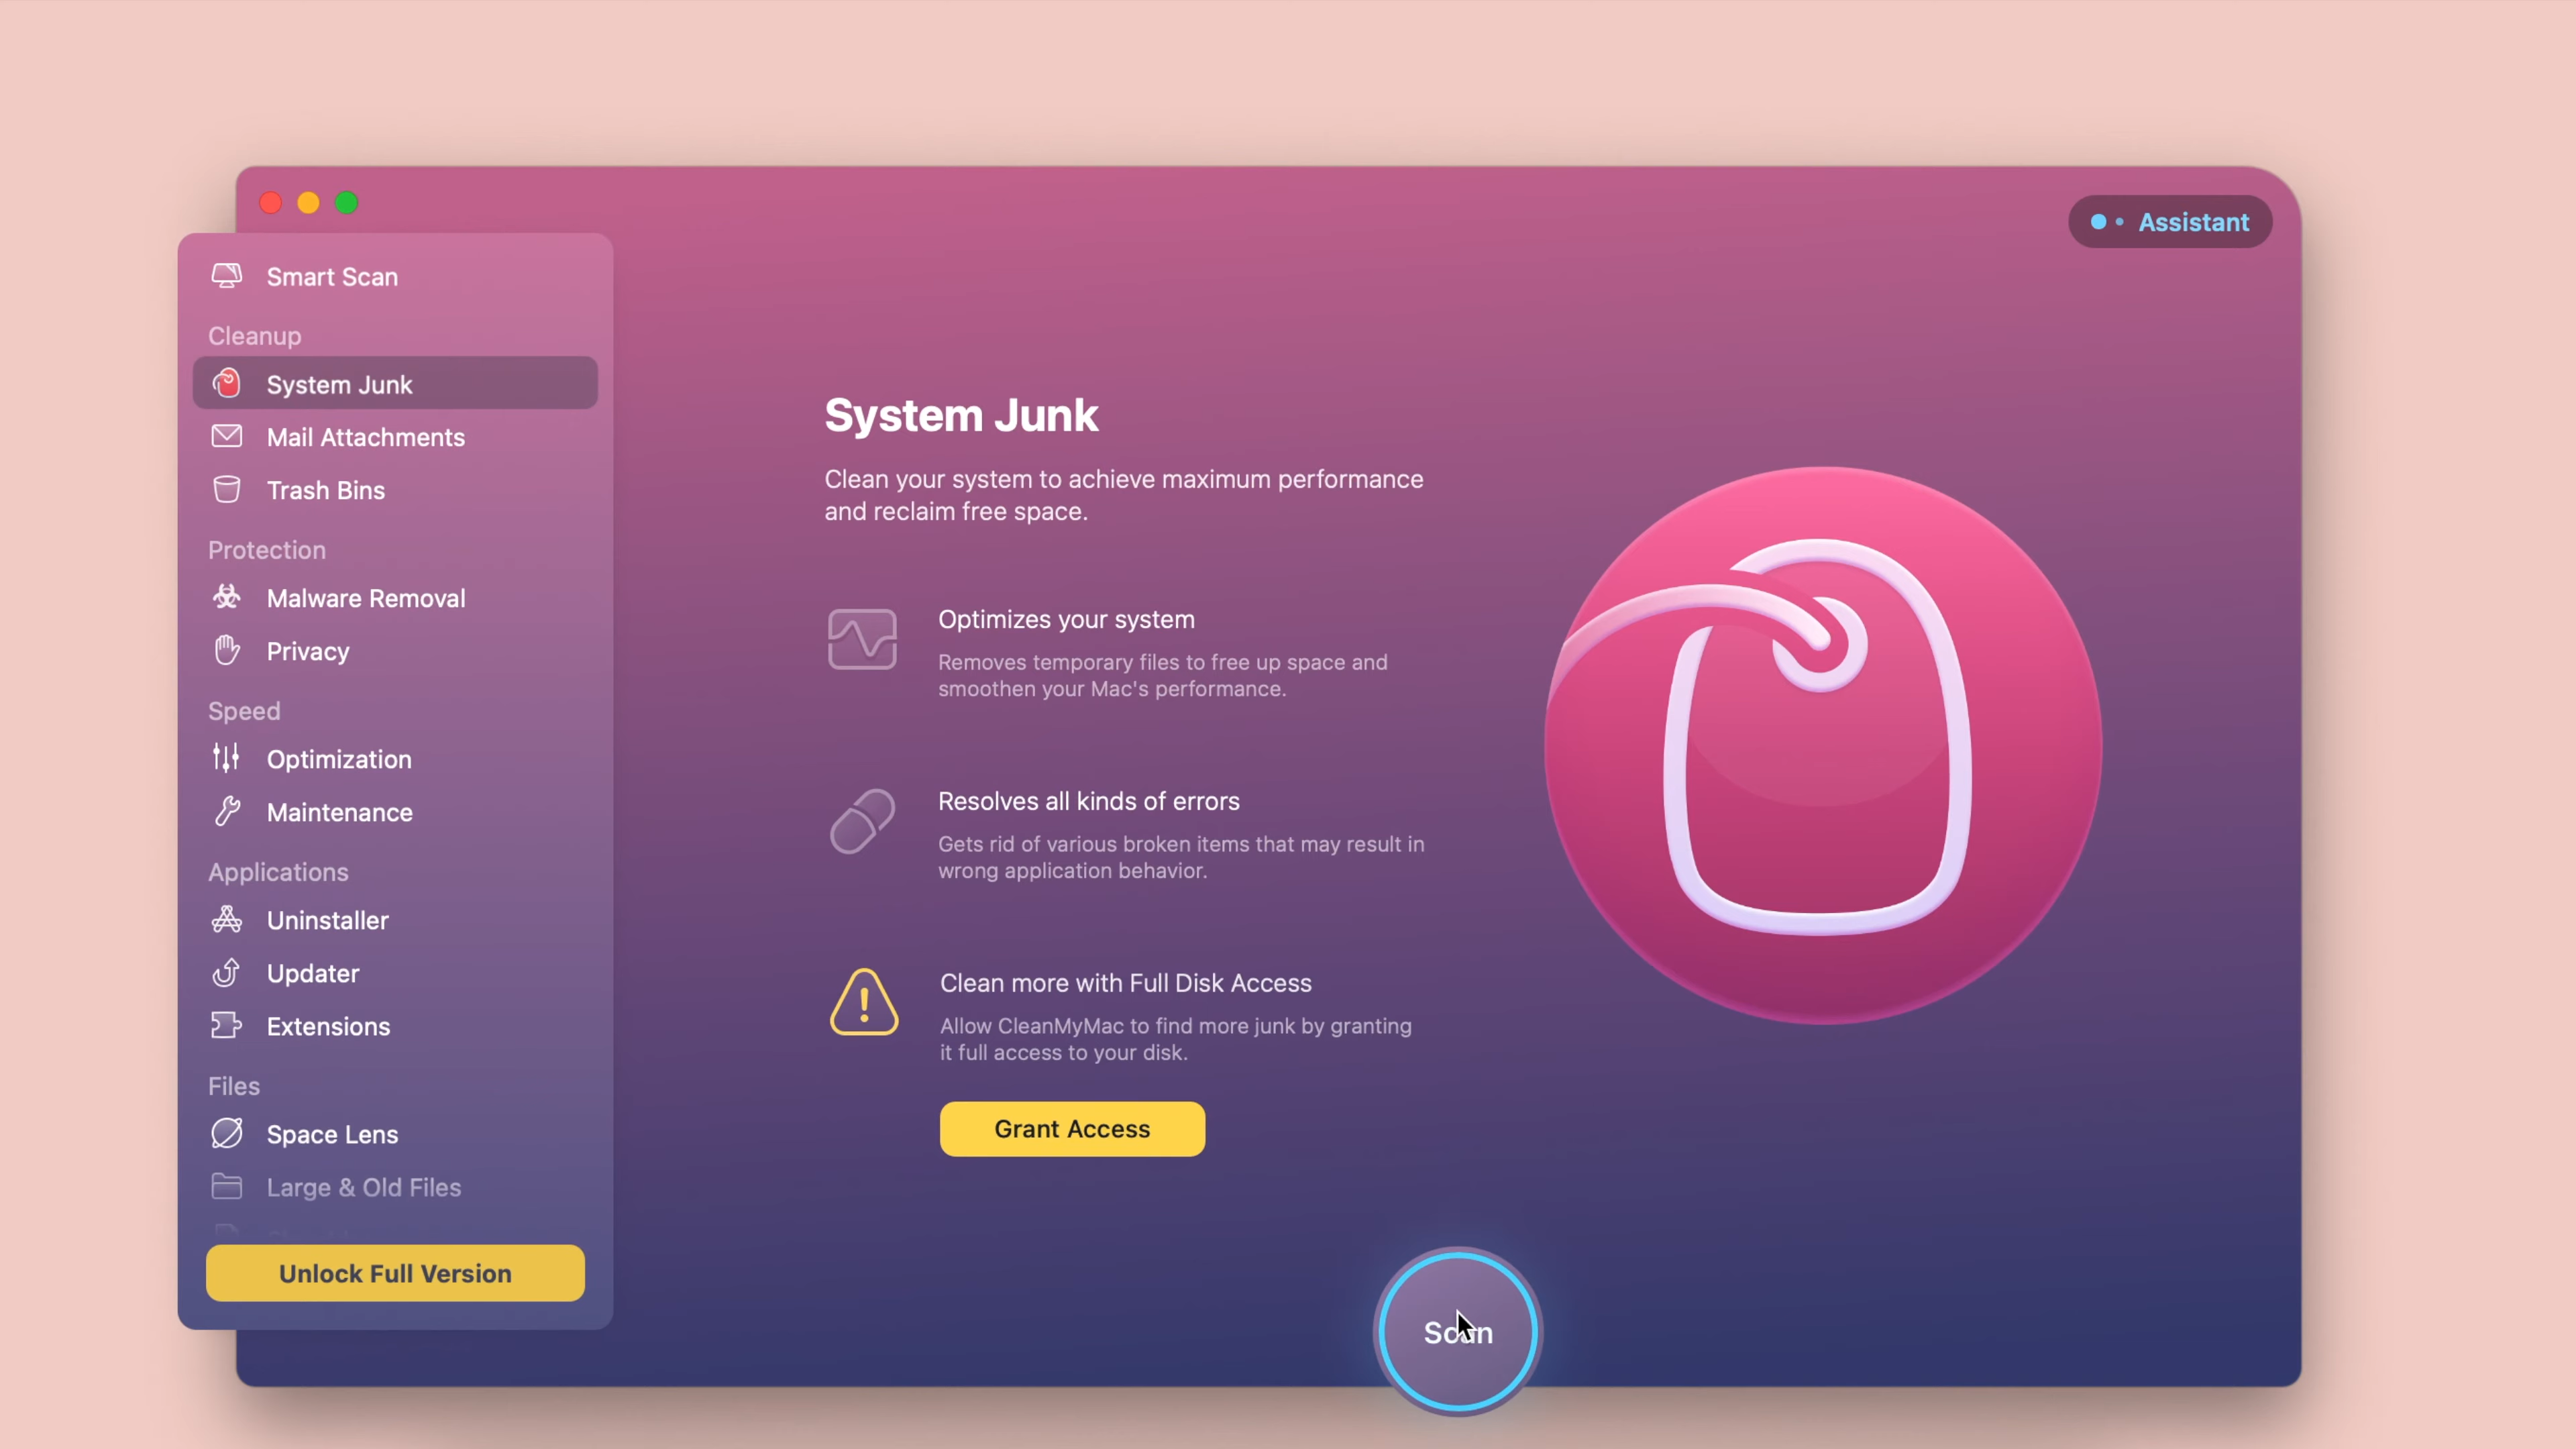 Assistant
Smart Scan
Cleanup
System Junk
Mail Attachments
Trash Bins
Protection
Malware Removal
Privacy
Speed
Optimization
Maintenance
Applications
Uninstaller
Updater
Extensions
Files
Space Lens
Large & Old Files
Unlock Full Version
System Junk
Clean your system to achieve maximum performance
and reclaim free space.
Optimizes your system
Removes temporary files to free up space and
smoothen your Mac's performance.
Resolves all kinds of errors
Gets rid of various broken items that may result in
wrong application behavior.
Clean more with Full Disk Access
Allow CleanMyMac to find more junk by granting
it full access to your disk.
Grant Access
Scan